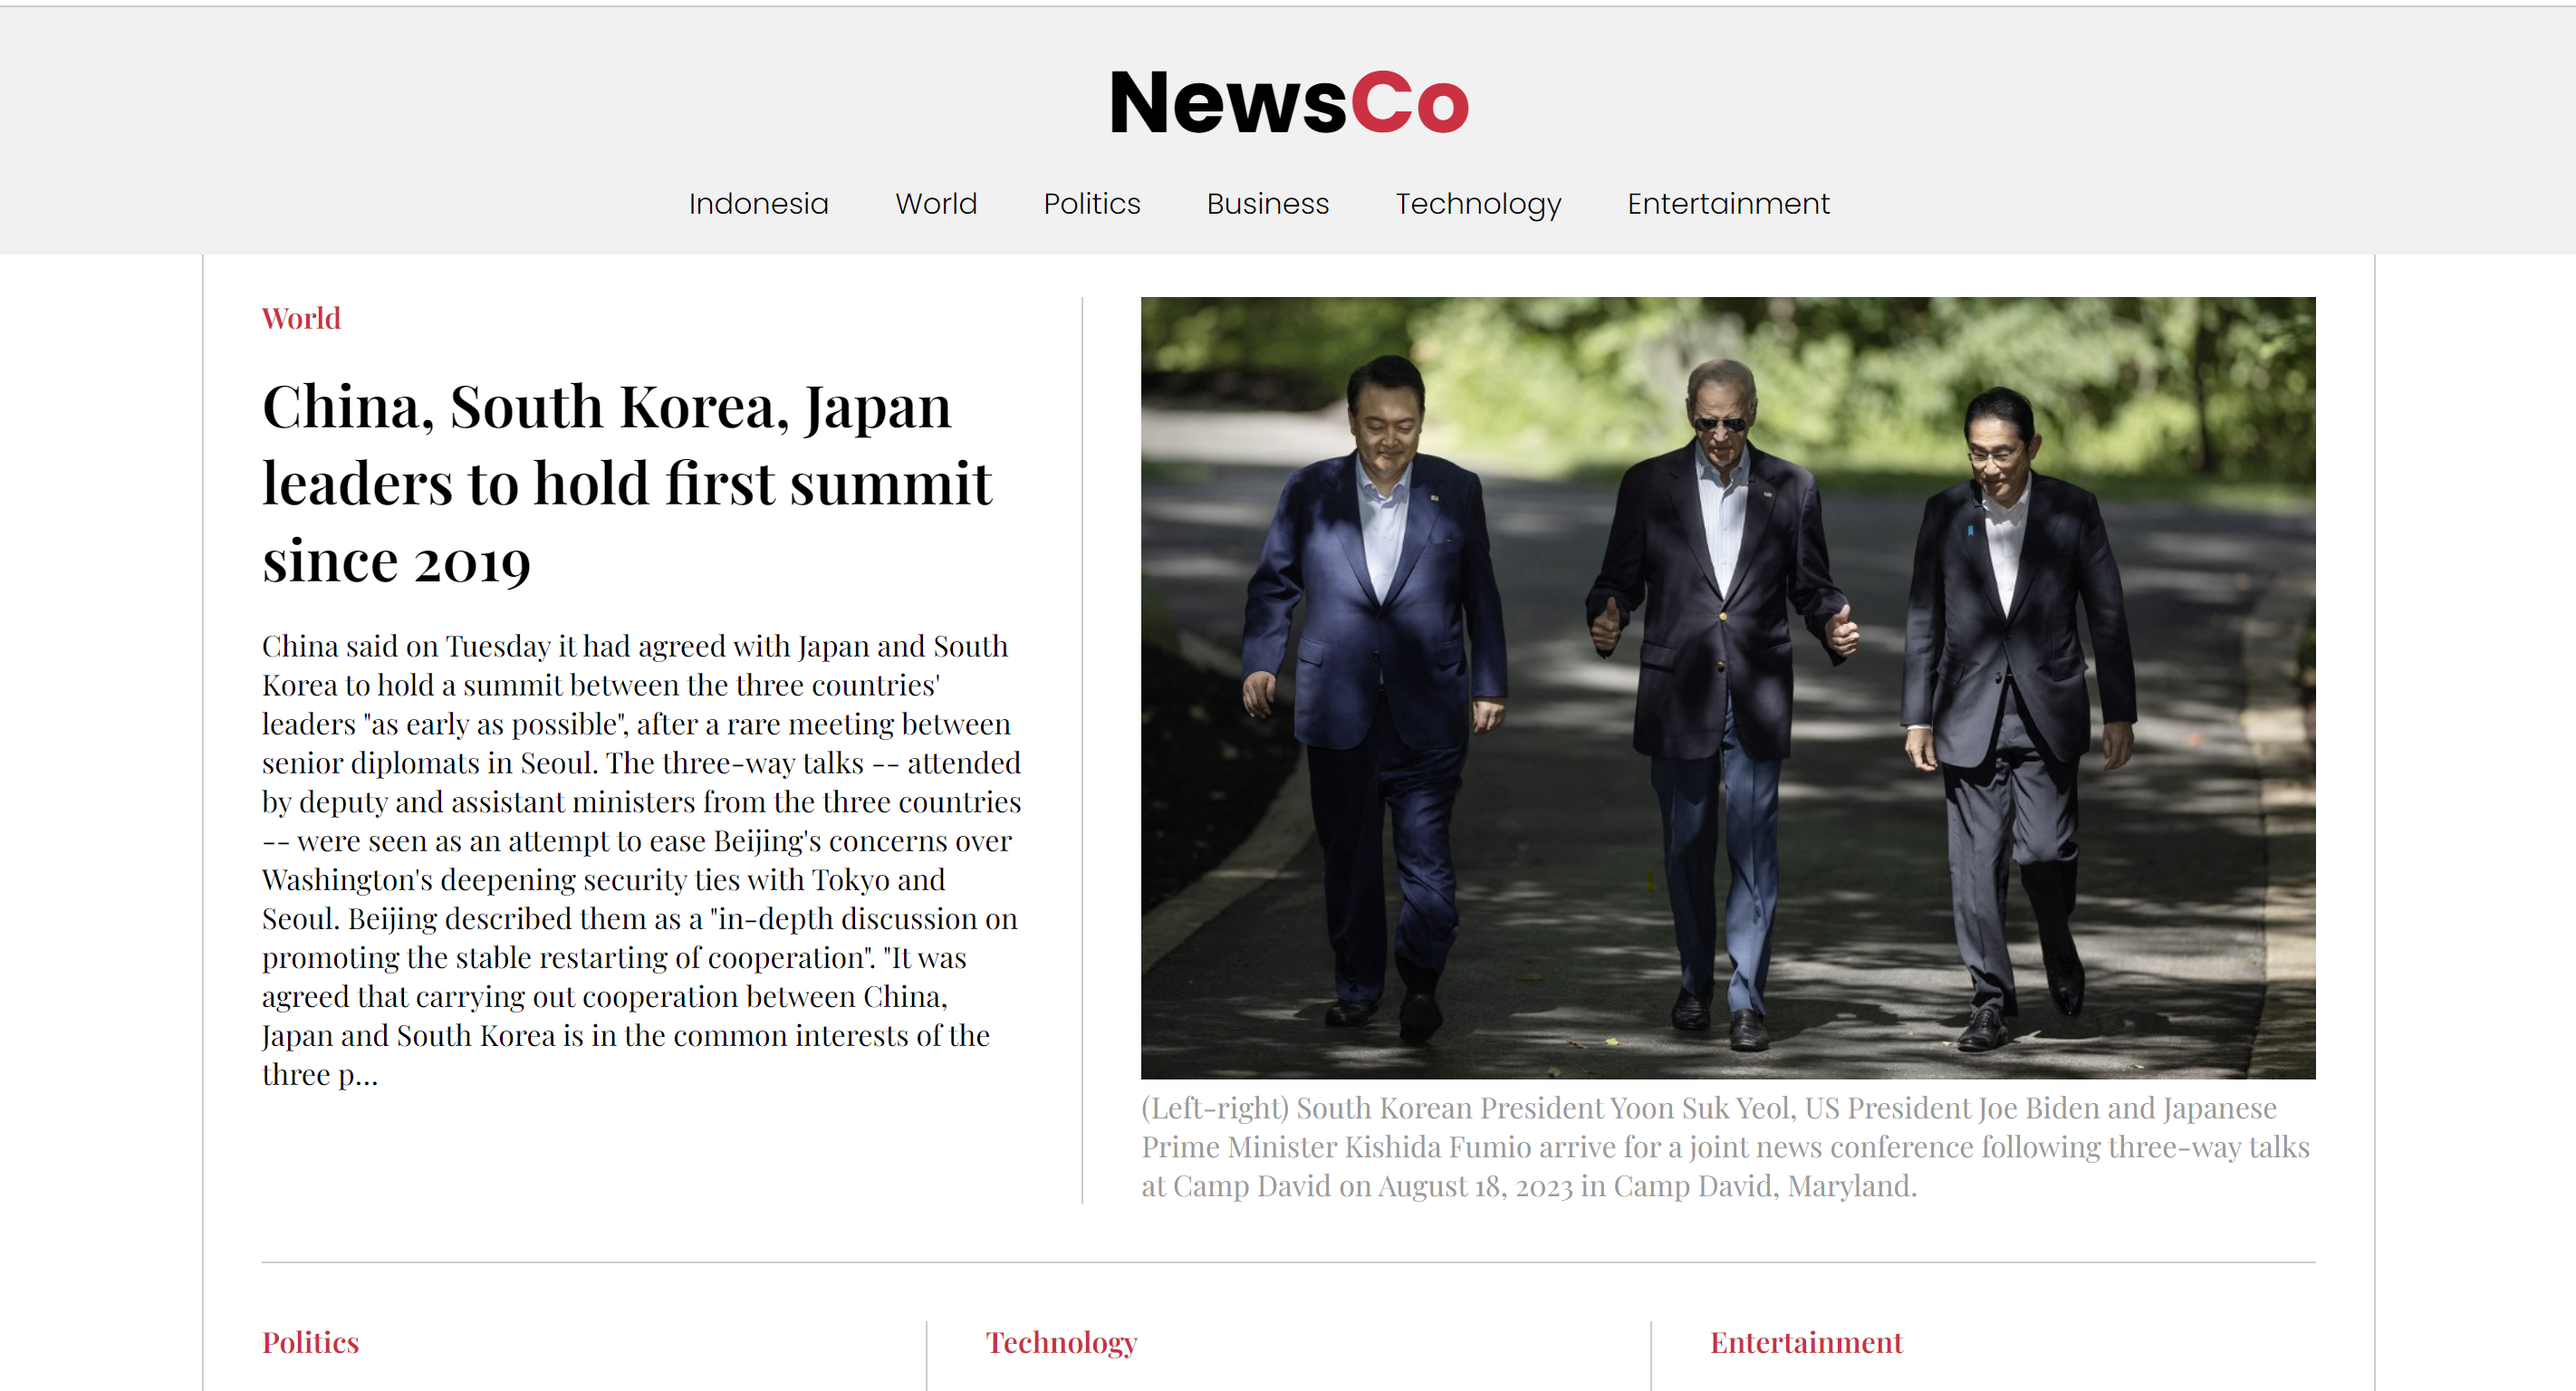 NewsCo
Indonesia World Politics Business Technology Entertainment
World
China, South Korea, Japan
leaders to hold first summit
since 2019
China said on Tuesday it had agreed with Japan and South
Korea to hold a summit between the three countries'
leaders "as early as possible", after a rare meeting between
senior diplomats in Seoul. The three-way talks -- attended
by deputy and assistant ministers from the three countries
-- were seen as an attempt to ease Beijing's concerns over
Washington's deepening security ties with Tokyo and
Seoul. Beijing described them as a "in-depth discussion on
promoting the stable restarting of cooperation". "It was
agreed that carrying out cooperation between China,
Japan and South Korea is in the common interests of the
three p...
(Left-right) South Korean President Yoon Suk Yeol, US President Joe Biden and Japanese
Prime Minister Kishida Fumio arrive for a joint news conference following three-way talks
at Camp David on August 18, 2023 in Camp David, Maryland.
Politics
Technology
Entertainment